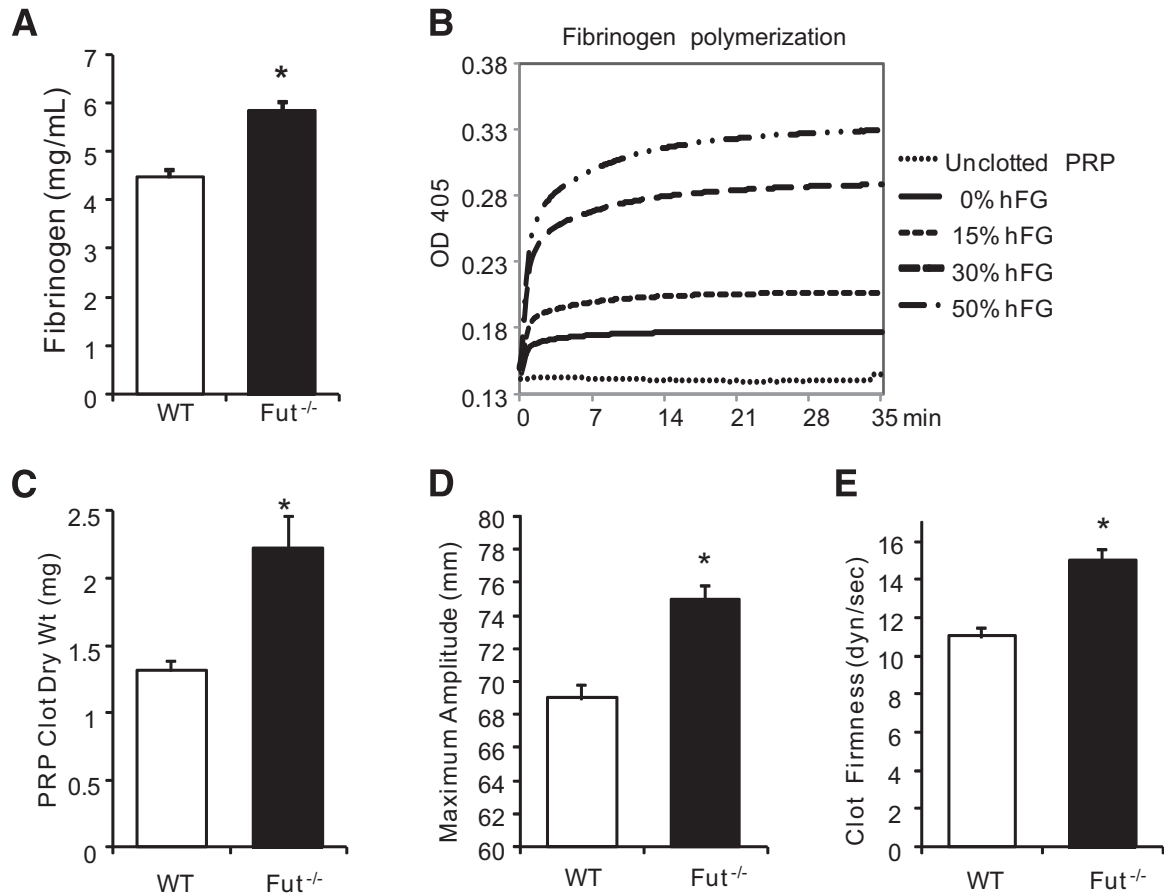 A
Fibrinogen (mg/mL)
7
6
5
4
3
2
1
0
*
WT
Fut-/-
B
Fibrinogen polymerization
OD 405
0.38
0.33
0.28
0.23
0.18
0.13
0 7 14 21 28 35 min
Unclotted PRP
0% hFG
15% hFG
30% hFG
50% hFG
C
PRP Clot Dry Wt (mg)
2.5
2
1.5
1
0.5
0
*
WT
Fut-/-
D
Maximum Amplitude (mm)
80
78
76
74
72
70
68
66
64
62
60
*
WT
Fut-/-
E
Clot Firmness (dyn/sec)
16
14
12
10
8
6
4
2
0
*
WT
Fut-/-